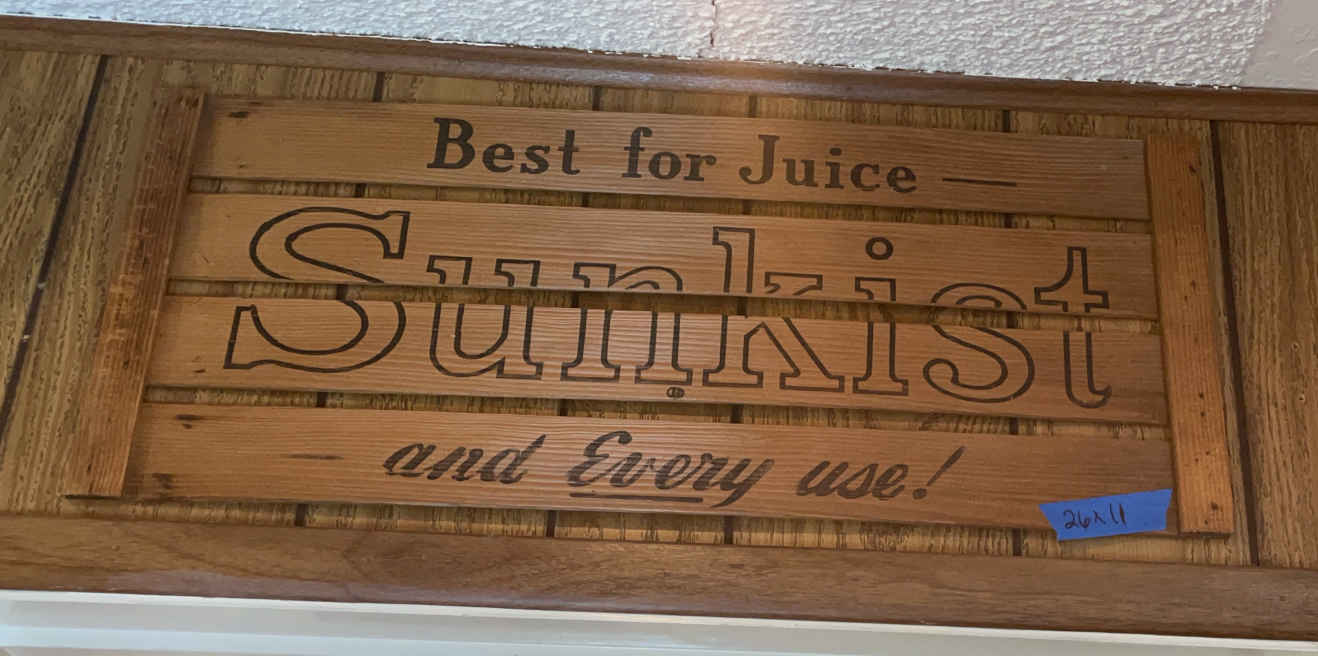 Best for Juice —
Sunkist
and Every use!
26x11